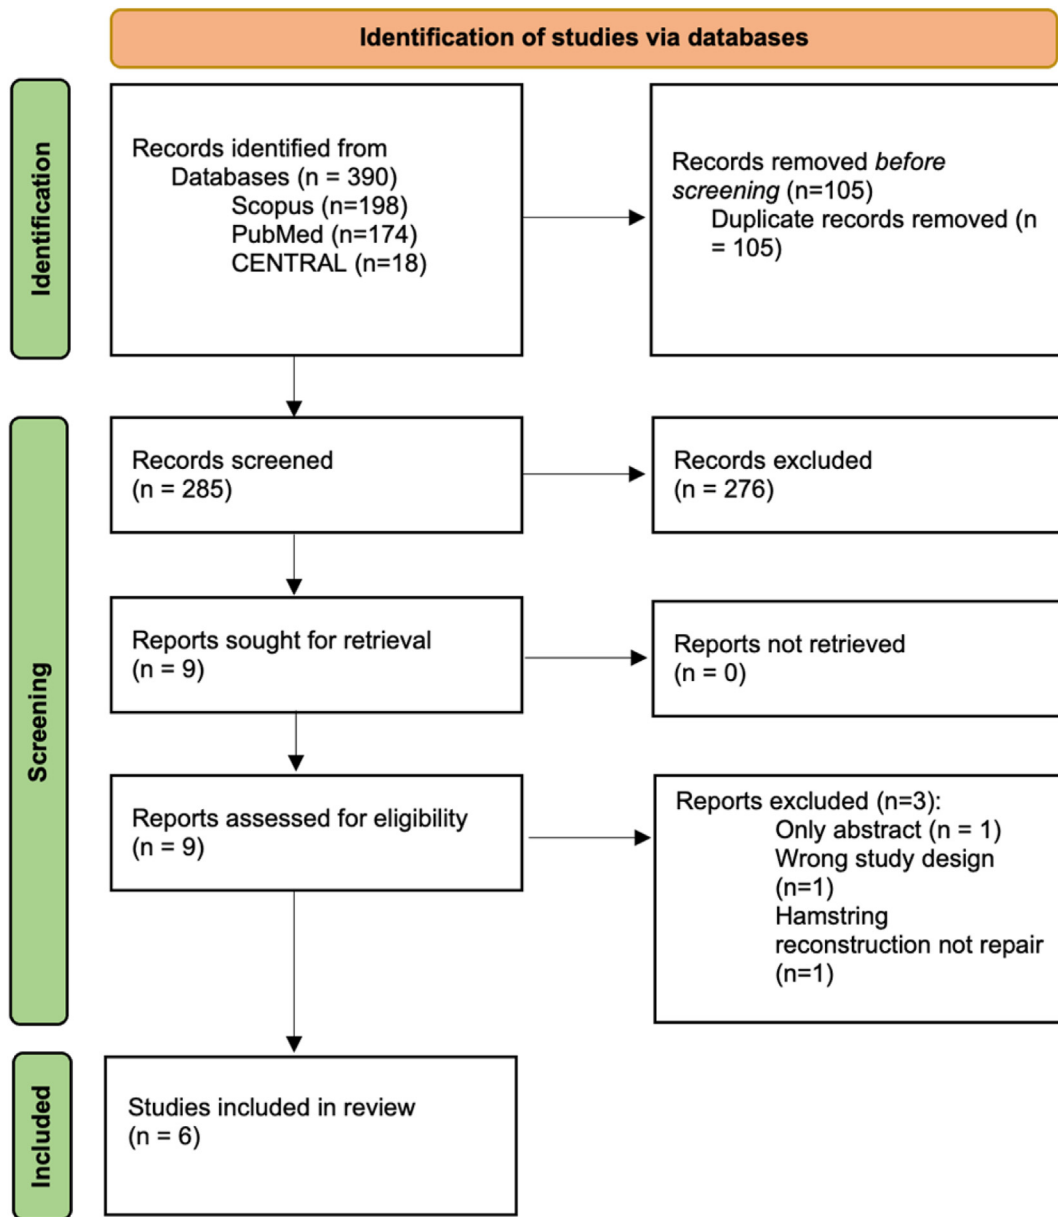 Identification of studies via databases
Identification
Records identified from
Databases (n = 390)
Scopus (n=198)
PubMed (n=174)
CENTRAL (n=18)
Records removed before
screening (n=105)
Duplicate records removed (n
= 105)
Screening
Records screened
(n = 285)
Records excluded
(n = 276)
Reports sought for retrieval
(n = 9)
Reports not retrieved
(n = 0)
Reports assessed for eligibility
(n = 9)
Reports excluded (n=3):
Only abstract (n = 1)
Wrong study design
(n=1)
Hamstring
reconstruction not repair
(n=1)
Included
Studies included in review
(n = 6)